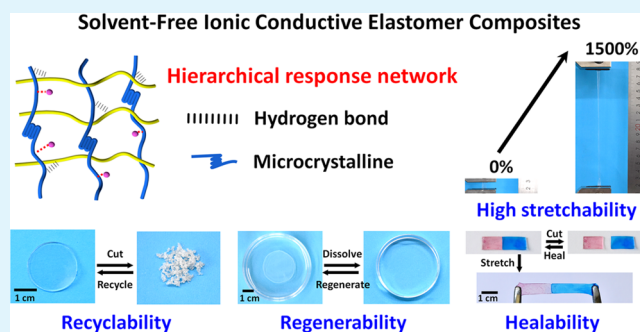 Solvent-Free Ionic Conductive Elastomer Composites
Hierarchical response network
Hydrogen bond
Microcrystalline
1500%
0%
High stretchability
Cut
Recycle
1 cm
Recyclability
Dissolve
Regenerate
1 cm
Regenerability
Cut
Heal
Stretch
1 cm
Healability